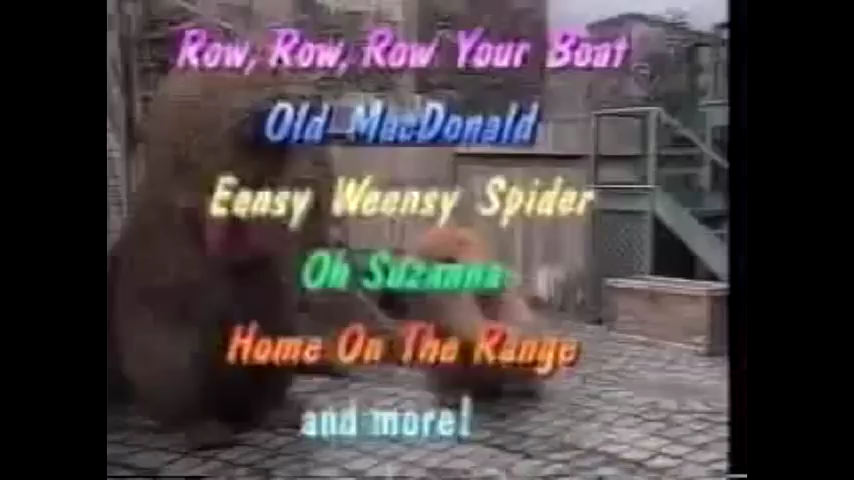 Row, Row, Row Your Boat
Old MacDonald
Eensy Weensy Spider
Oh Suzanna
Home On The Range
and more!